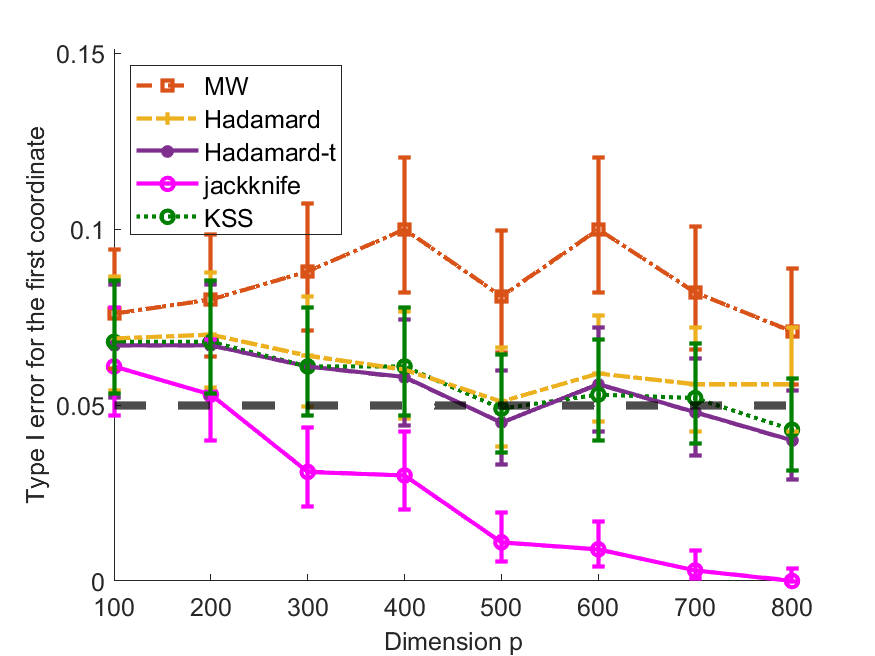 0.15
0.1
0.05
0
Type I error for the first coordinate
MW
Hadamard
Hadamard-t
jackknife
KSS
100 200 300 400 500 600 700 800
Dimension p